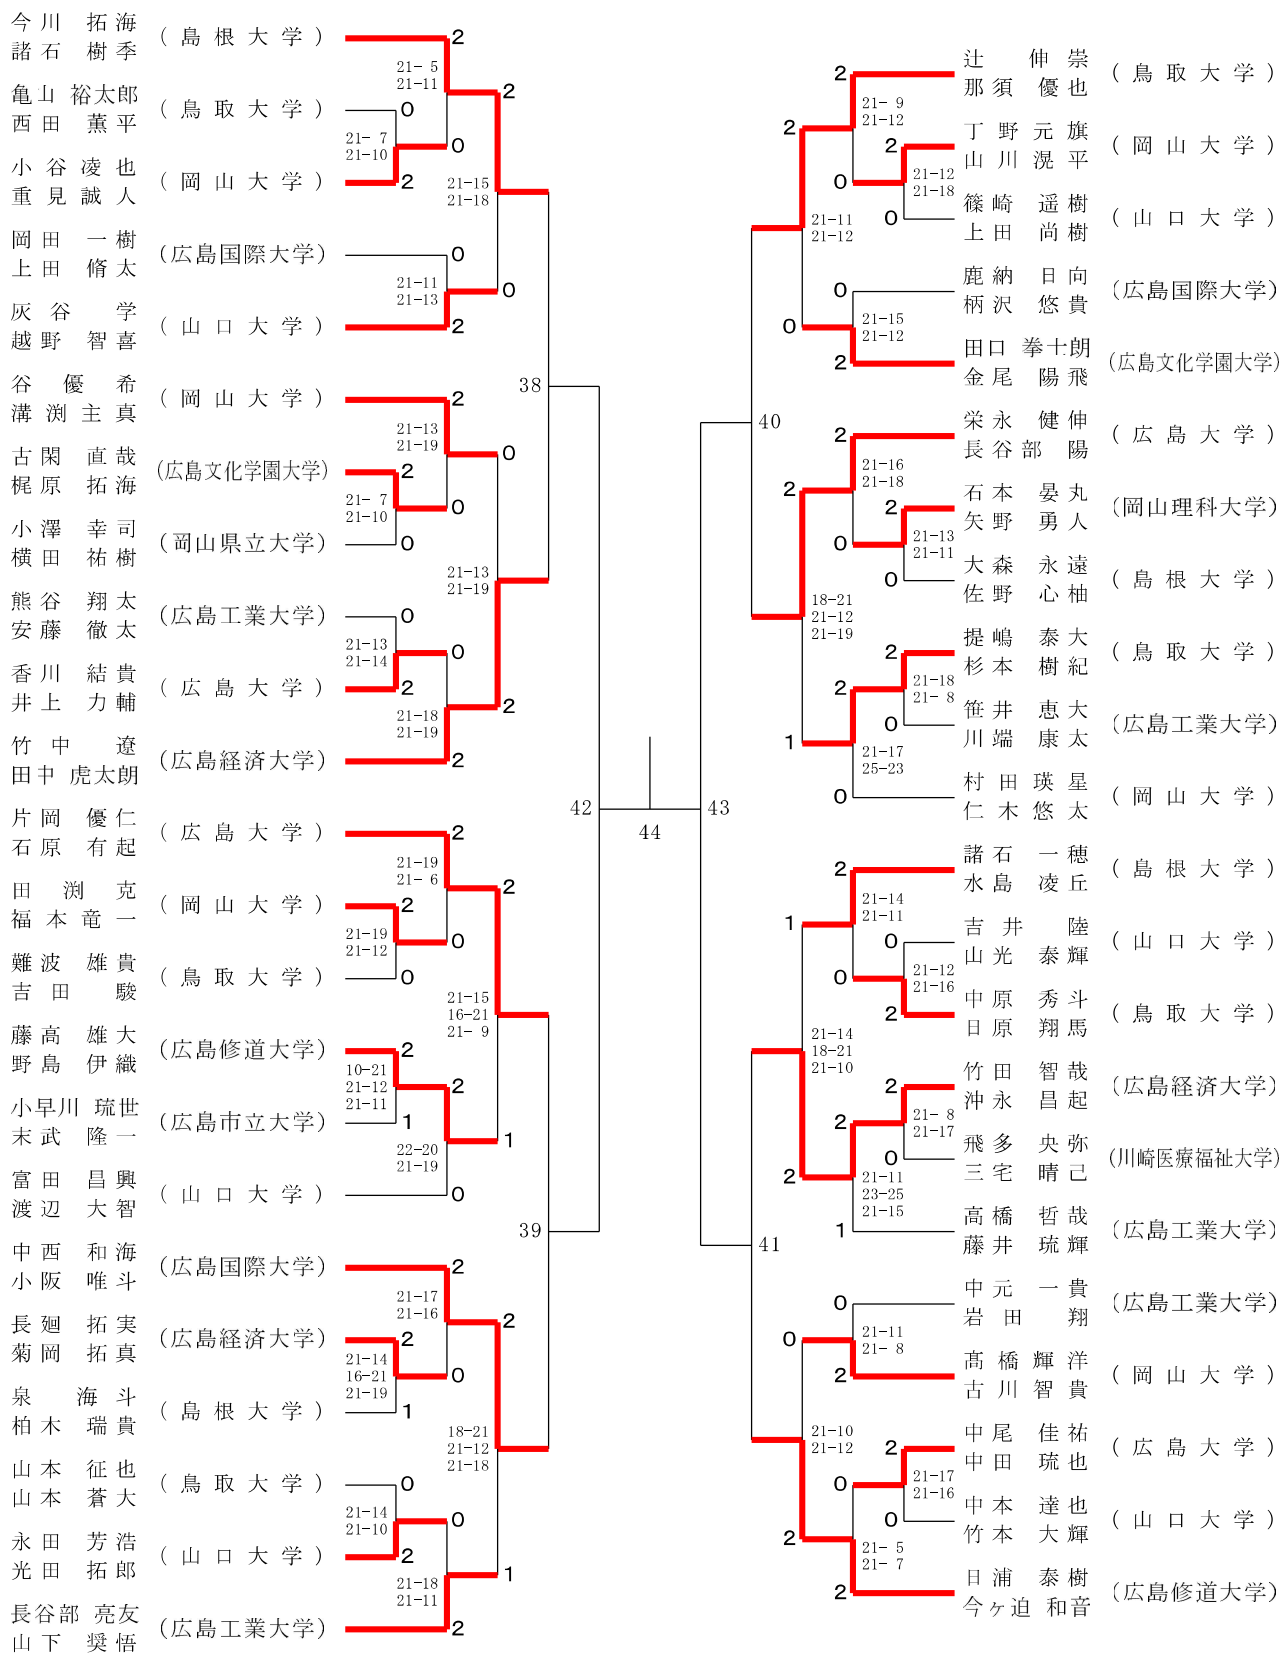 今川 拓海
諸石 樹季
(島根大学)
2
21- 5
21-11
2
亀山 裕太郎
西田 薫平
(鳥取大学)
0
21- 7
21-10
0
小谷凌也
重見誠人
(岡山大学)
2
21-15
21-18
岡田 一樹
上田 脩太
(広島国際大学)
0
21-11
21-13
0
灰谷 学
越野 智喜
(山口大学)
2
38
谷 優希
溝渕主真
(岡山大学)
2
21-13
21-19
0
古閑 直哉
梶原 拓海
(広島文化学園大学)
2
21- 7
21-10
0
小澤 幸司
横田 祐樹
(岡山県立大学)
0
21-13
21-19
熊谷 翔太
安藤 徹太
(広島工業大学)
0
21-13
21-14
0
香川 結貴
井上 力輔
(広島大学)
2
21-18
21-19
2
竹中 遼
田中 虎太朗
(広島経済大学)
2
42
片岡 優仁
石原 有起
(広島大学)
2
21-19
21- 6
2
田渕克
福本竜一
(岡山大学)
2
21-19
21-12
0
難波 雄貴
吉田 駿
(鳥取大学)
0
21-15
16-21
21- 9
藤高 雄大
野島 伊織
(広島修道大学)
2
10-21
21-12
21-11
2
小早川 琉世
末武 隆一
(広島市立大学)
1
22-20
21-19
1
富田 昌興
渡辺 大智
(山口大学)
0
39
中西 和海
小阪 唯斗
(広島国際大学)
2
21-17
21-16
2
長廻 拓実
菊岡 拓真
(広島経済大学)
2
21-14
16-21
21-19
0
泉 海斗
柏木 瑞貴
(島根大学)
1
18-21
21-12
21-18
山本 征也
山本 蒼大
(鳥取大学)
0
21-14
21-10
0
永田 芳浩
光田 拓郎
(山口大学)
2
21-18
21-11
1
長谷部 亮友
山下 奨悟
(広島工業大学)
2
44
辻 伸崇
那須 優也
(鳥取大学)
2
21- 9
21-12
2
丁野元旗
山川滉平
(岡山大学)
2
21-12
21-18
0
篠崎 遥樹
上田 尚樹
(山口大学)
0
21-11
21-12
鹿納 日向
柄沢 悠貴
(広島国際大学)
0
21-15
21-12
0
田口 拳士朗
金尾 陽飛
(広島文化学園大学)
2
40
栄永 健伸
長谷部 陽
(広島大学)
2
21-16
21-18
2
石本 晏丸
矢野 勇人
(岡山理科大学)
2
21-13
21-11
0
大森 永遠
佐野 心柚
(島根大学)
0
18-21
21-12
21-19
提嶋 泰大
杉本 樹紀
(鳥取大学)
2
21-18
21- 8
2
笹井 恵大
川端 康太
(広島工業大学)
0
21-17
25-23
1
村田瑛星
仁木悠太
(岡山大学)
0
43
諸石 一穂
水島 凌丘
(島根大学)
2
21-14
21-11
1
吉井 陸
山光 泰輝
(山口大学)
0
21-12
21-16
0
中原 秀斗
日原 翔馬
(鳥取大学)
2
21-14
18-21
21-10
竹田 智哉
沖永 昌起
(広島経済大学)
2
21- 8
21-17
2
飛多 央弥
三宅 晴己
(川崎医療福祉大学)
0
21-11
23-25
21-15
2
高橋 哲哉
藤井 琉輝
(広島工業大学)
1
41
中元 一貴
岩田 翔
(広島工業大学)
0
21-11
21- 8
0
髙橋輝洋
古川智貴
(岡山大学)
2
21-10
21-12
中尾 佳祐
中田 琉也
(広島大学)
2
21-17
21-16
0
中本 達也
竹本 大輝
(山口大学)
0
21- 5
21- 7
2
日浦 泰樹
今ヶ迫 和音
(広島修道大学)
2